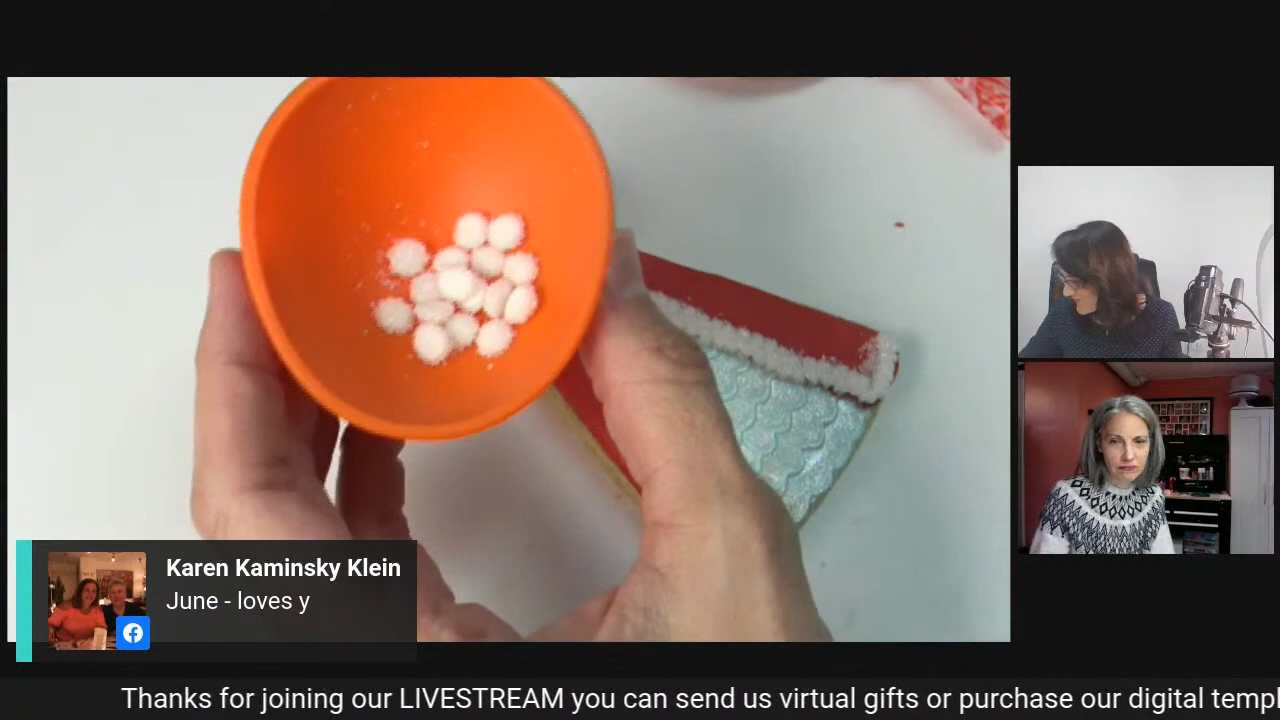 Karen Kaminsky Klein
June - loves y
Thanks for joining our LIVESTREAM you can send us virtual gifts or purchase our digital templ